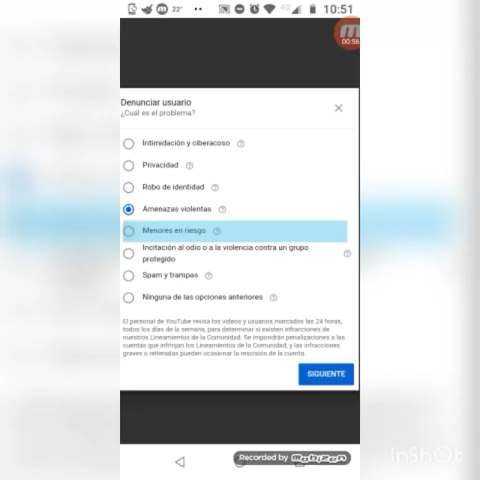 22° 4G 10:51
00:56
Denunciar usuario
¿Cuál es el problema?
Intimidación y ciberacoso
Privacidad
Robo de identidad
Amenazas violentas
Menores en riesgo
Incitación al odio o a la violencia contra un grupo
protegido
Spam y trampas
Ninguna de las opciones anteriores
El personal de YouTube revisa los videos y usuarios marcados las 24 horas,
todos los días de la semana, para determinar si existen infracciones de
nuestros Lineamientos de la Comunidad. Se impondrán penalizaciones a las
cuentas que infrinjan los Lineamientos de la Comunidad, y las infracciones
graves o reiteradas pueden ocasionar la rescisión de la cuenta.
SIGUIENTE
Recorded by mobizen
InShOt